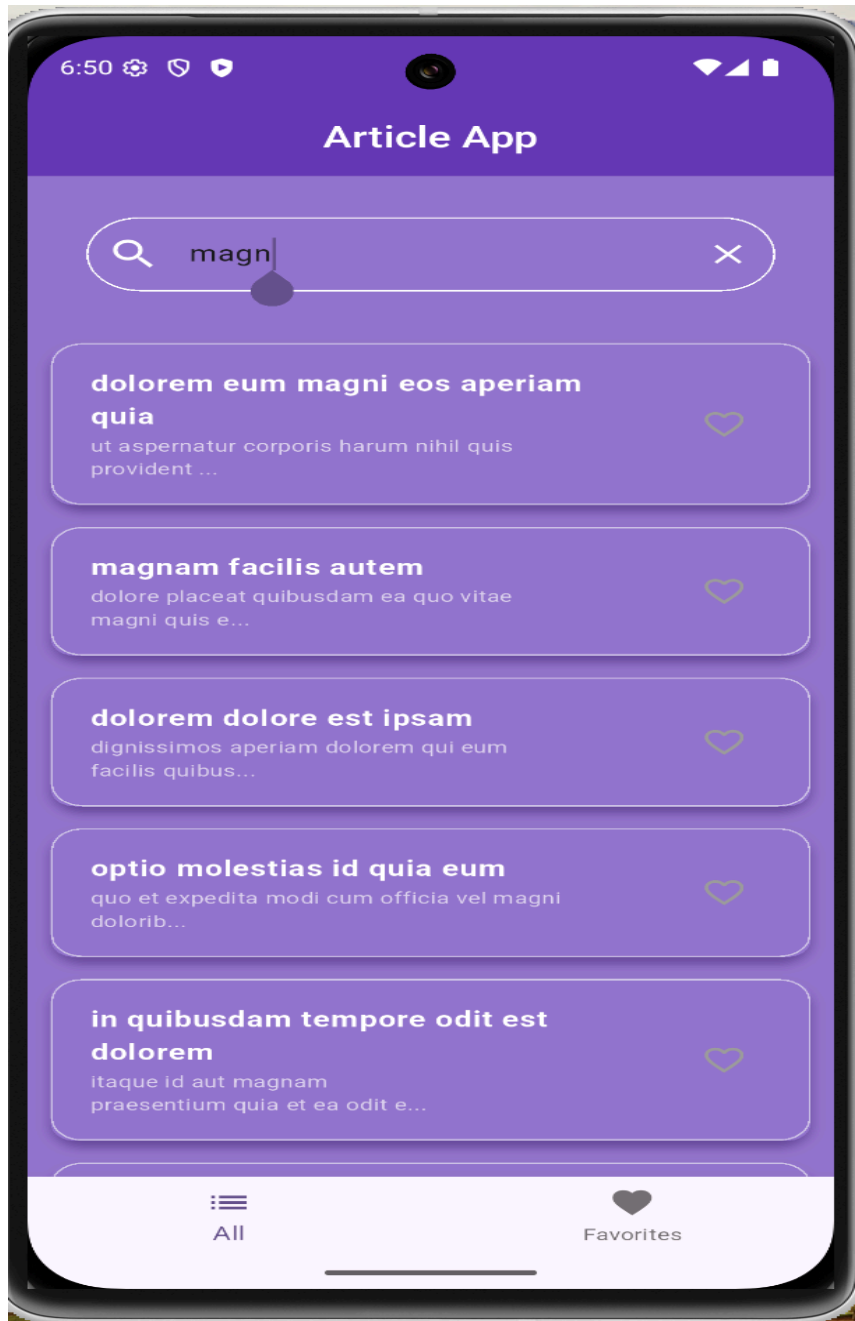 6:50
Article App
magn
dolorem eum magni eos aperiam
quia
ut aspernatur corporis harum nihil quis
provident ...
magnam facilis autem
dolore placeat quibusdam ea quo vitae
magni quis e...
dolorem dolore est ipsam
dignissimos aperiam dolorem qui eum
facilis quibus...
optio molestias id quia eum
quo et expedita modi cum officia vel magni
dolorib...
in quibusdam tempore odit est
dolorem
itaque id aut magnam
praesentium quia et ea odit e...
All
Favorites